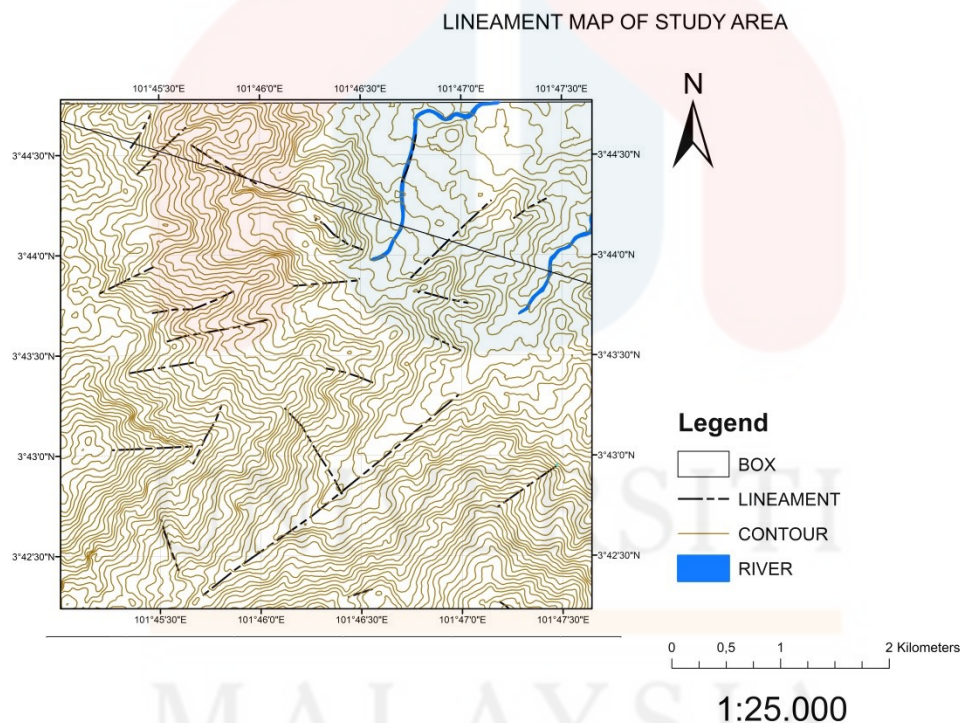 LINEAMENT MAP OF STUDY AREA
101°45'30"E 101°46'0"E 101°46'30"E 101°47'0"E 101°47'30"E
N
3°44'30"N 3°44'30"N
3°44'0"N 3°44'0"N
3°43'30"N 3°43'30"N
3°43'0"N 3°43'0"N
3°42'30"N 3°42'30"N
101°45'30"E 101°46'0"E 101°46'30"E 101°47'0"E 101°47'30"E
Legend
BOX
LINEAMENT
CONTOUR
RIVER
0 0,5 1 2 Kilometers
1:25.000
MALAYSIA